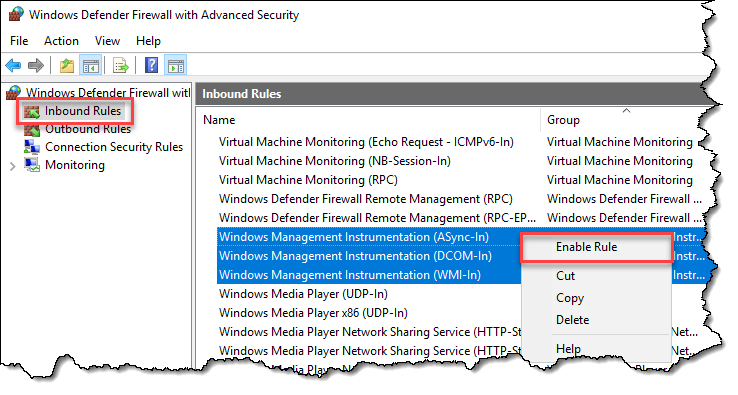 Windows Defender Firewall with Advanced Security
File Action View Help
Windows Defender Firewall witl
Inbound Rules
Outbound Rules
Connection Security Rules
Monitoring
Inbound Rules
Name Group
Virtual Machine Monitoring (Echo Request - ICMPv6-In) Virtual Machine Monitoring
Virtual Machine Monitoring (NB-Session-In) Virtual Machine Monitoring
Virtual Machine Monitoring (RPC) Virtual Machine Monitoring
Windows Defender Firewall Remote Management (RPC) Windows Defender Firewall Re...
Windows Defender Firewall Remote Management (RPC-EP... Windows Defender Firewall Re...
Windows Management Instrumentation (ASync-In) Instr...
Windows Management Instrumentation (DCOM-In) Instr...
Windows Management Instrumentation (WMI-In) Instr...
Windows Media Player (UDP-In)
Windows Media Player x86 (UDP-In)
Windows Media Player Network Sharing Service (HTTP-St Net...
Windows Media Player Network Sharing Service (HTTP-St Net...
Enable Rule
Cut
Copy
Delete
Help